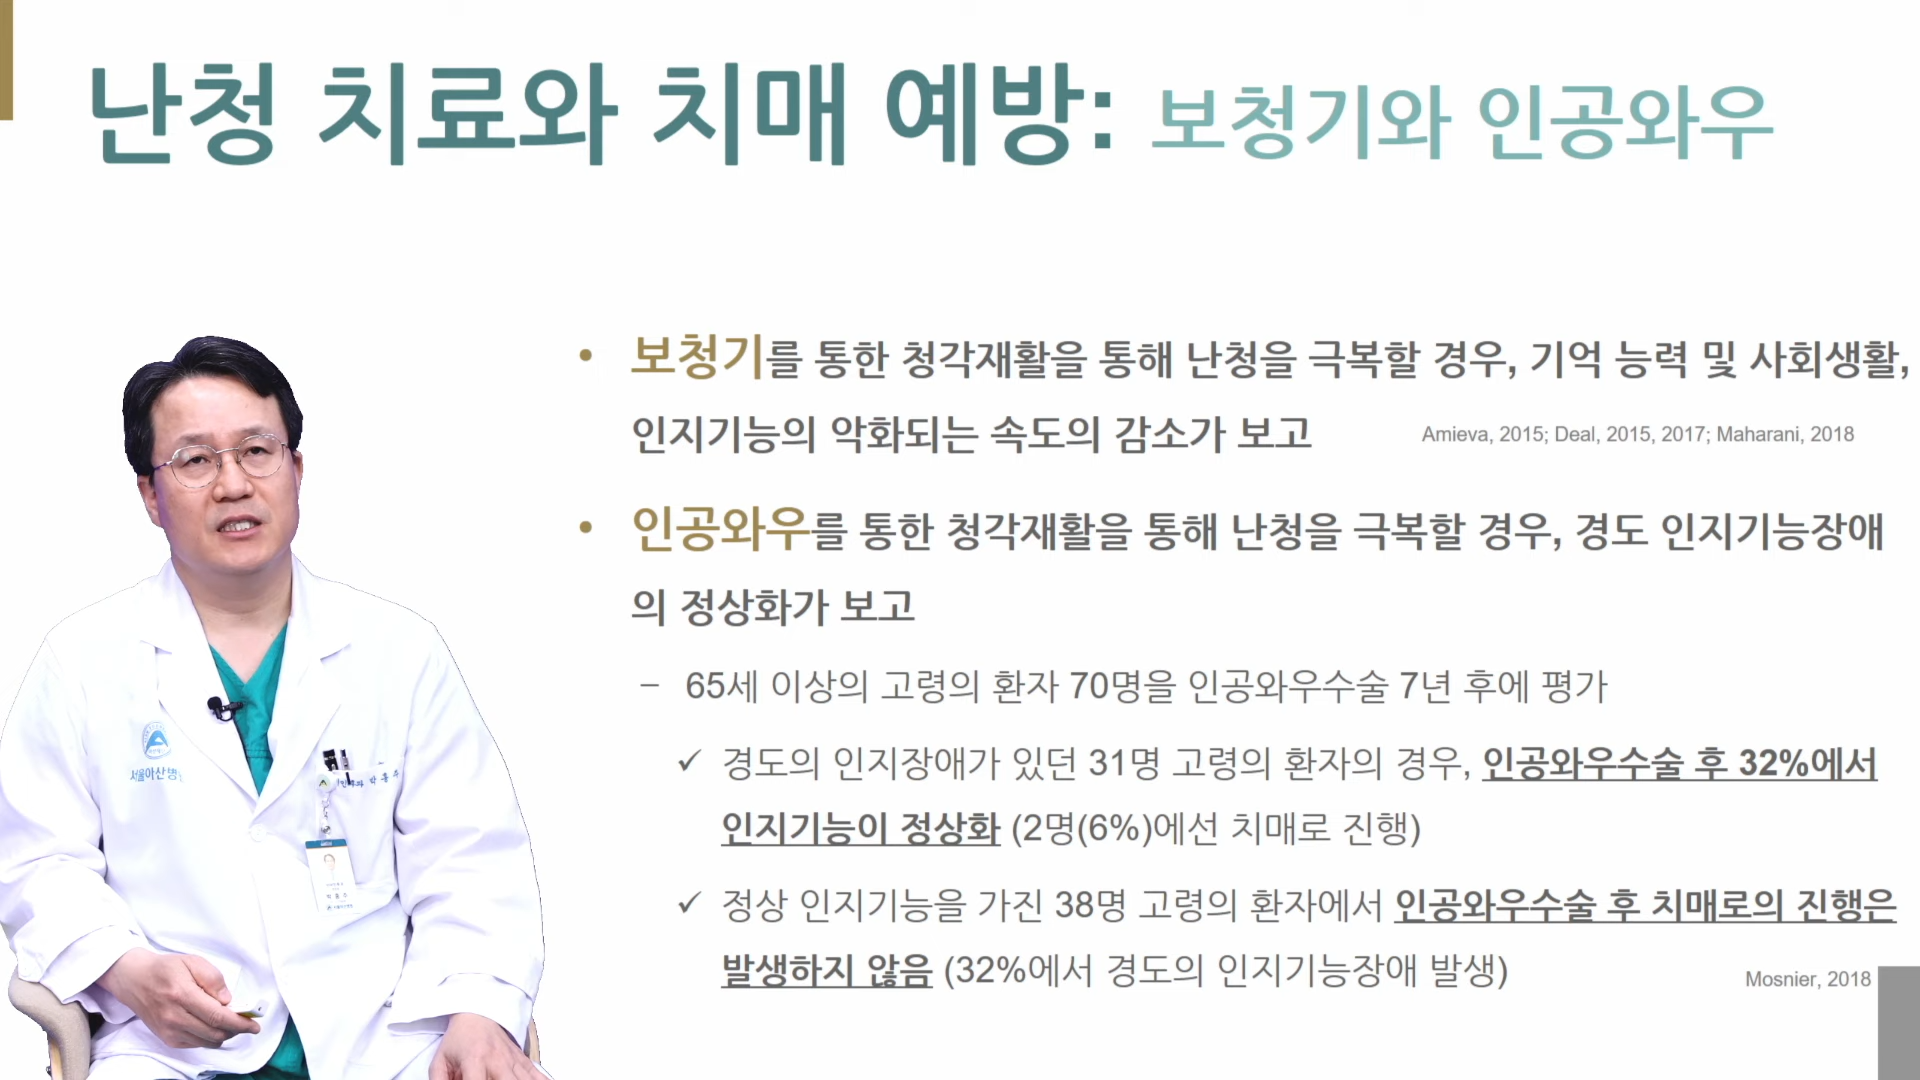 난청 치료와 치매 예방: 보청기와 인공와우
• 보청기를 통한 청각재활을 통해 난청을 극복할 경우, 기억 능력 및 사회생활,
인지기능의 악화되는 속도의 감소가 보고
Amieva, 2015; Deal, 2015, 2017; Maharani, 2018
• 인공와우를 통한 청각재활을 통해 난청을 극복할 경우, 경도 인지기능장애
의 정상화가 보고
– 65세 이상의 고령의 환자 70명을 인공와우수술 7년 후에 평가
✓ 경도의 인지장애가 있던 31명 고령의 환자의 경우, 인공와우수술 후 32%에서
인지기능이 정상화 (2명(6%)에선 치매로 진행)
✓ 정상 인지기능을 가진 38명 고령의 환자에서 인공와우수술 후 치매로의 진행은
발생하지 않음 (32%에서 경도의 인지기능장애 발생)
Mosnier, 2018
서울아산병